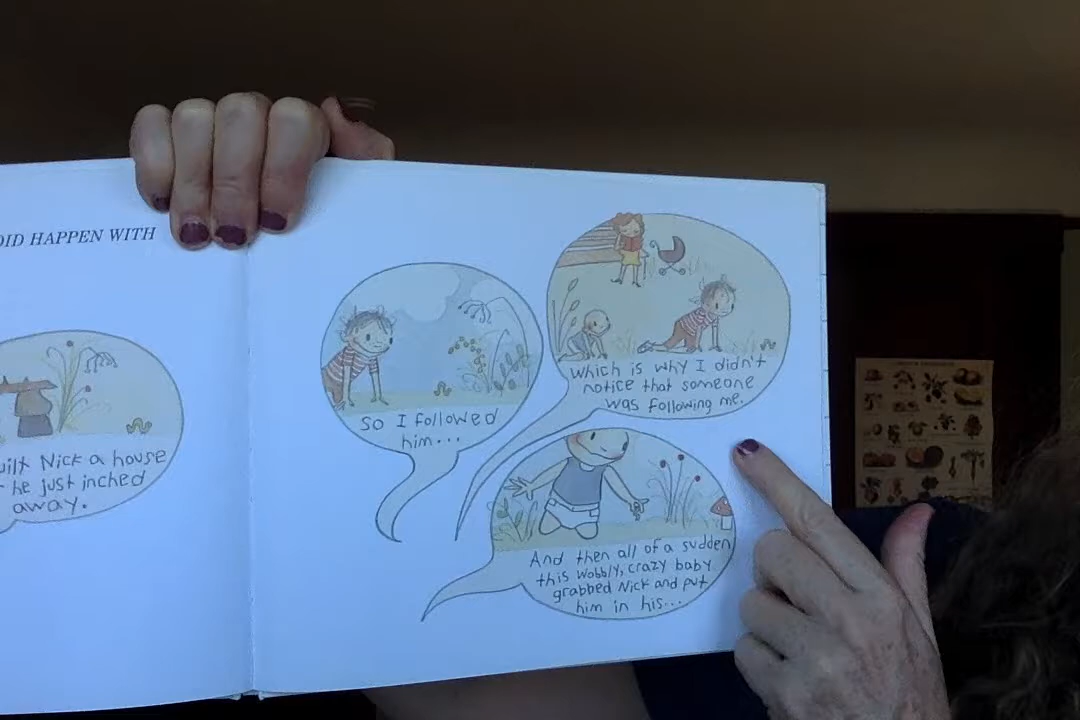 DID HAPPEN WITH
uilt Nick a house
he just inched
away.
So I followed
him...
Which is why I didn't
notice that someone
was following me.
And then all of a sudden
this wobbly, crazy baby
grabbed Nick and put
him in his...